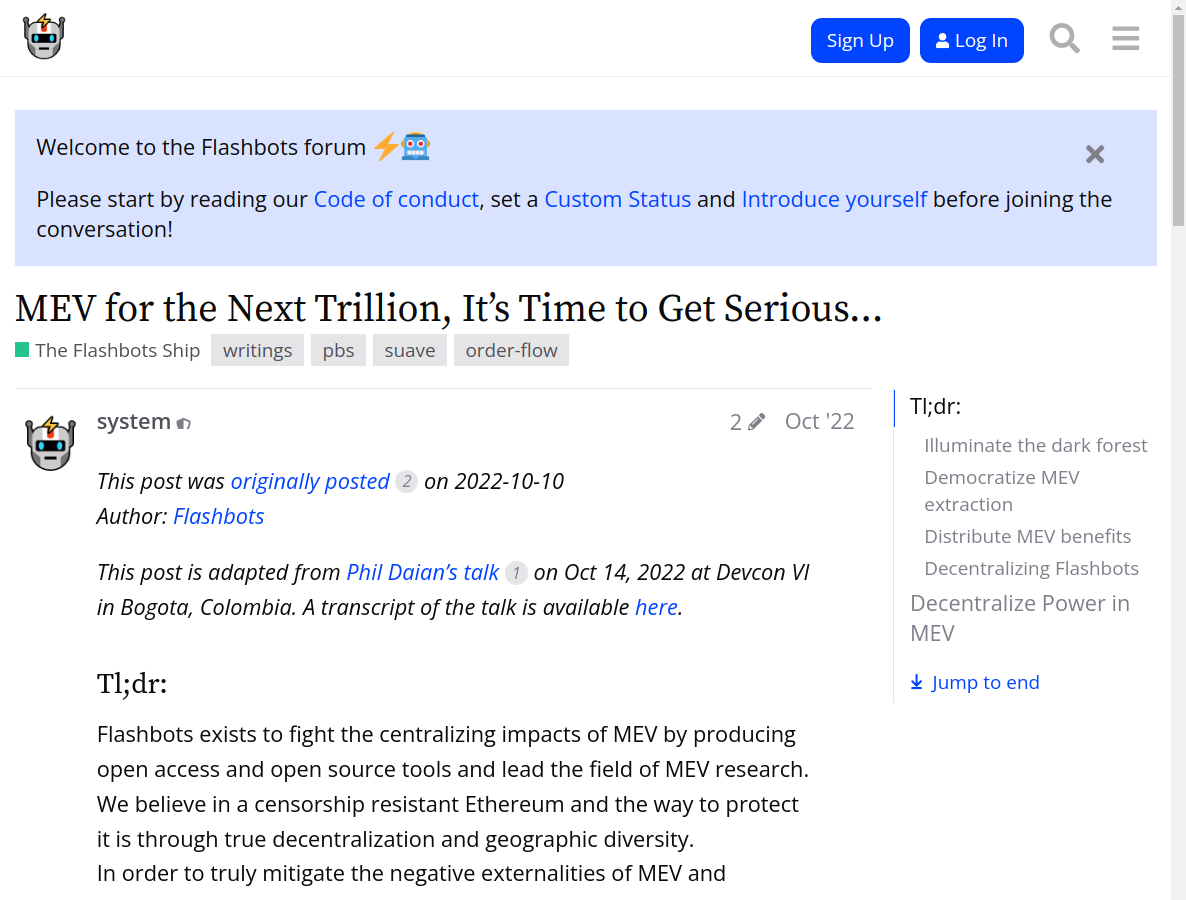 Sign Up
Log In
Welcome to the Flashbots forum
Please start by reading our Code of conduct, set a Custom Status and Introduce yourself before joining the
conversation!
MEV for the Next Trillion, It’s Time to Get Serious…
The Flashbots Ship writings pbs suave order-flow
system 2 Oct '22
This post was originally posted 2 on 2022-10-10
Author: Flashbots
This post is adapted from Phil Daian’s talk 1 on Oct 14, 2022 at Devcon VI
in Bogota, Colombia. A transcript of the talk is available here.
Tl;dr:
Flashbots exists to fight the centralizing impacts of MEV by producing
open access and open source tools and lead the field of MEV research.
We believe in a censorship resistant Ethereum and the way to protect
it is through true decentralization and geographic diversity.
In order to truly mitigate the negative externalities of MEV and
Tl;dr:
Illuminate the dark forest
Democratize MEV
extraction
Distribute MEV benefits
Decentralizing Flashbots
Decentralize Power in
MEV
Jump to end